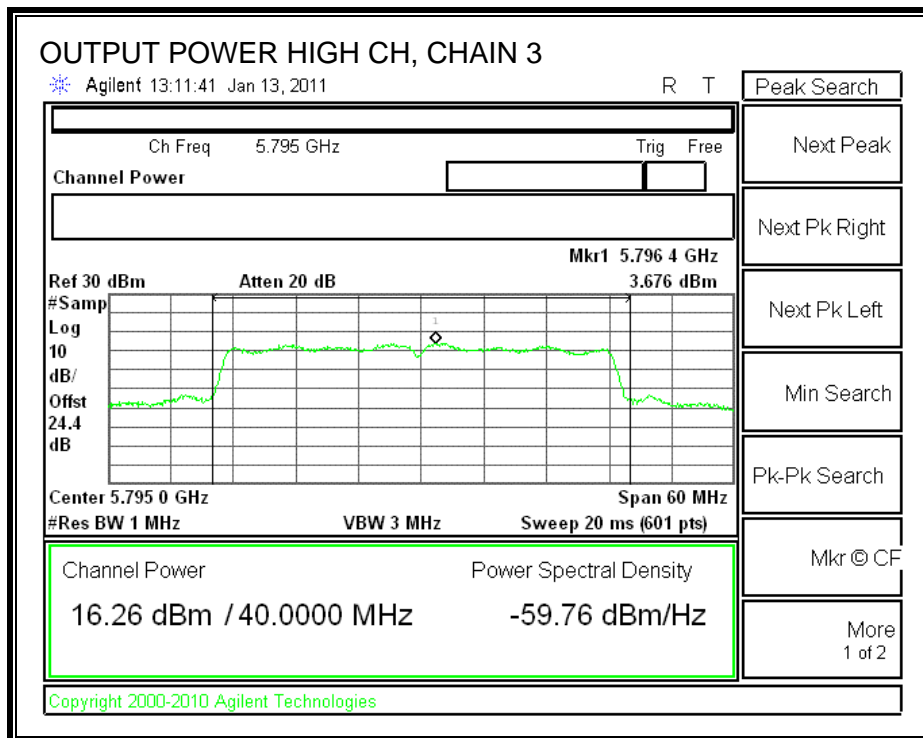 OUTPUT POWER HIGH CH, CHAIN 3
Agilent 13:11:41 Jan 13, 2011 R T
Peak Search
Ch Freq 5.795 GHz Trig Free
Channel Power
Next Peak
Next Pk Right
Mkr1 5.796 4 GHz
Ref 30 dBm Atten 20 dB 3.676 dBm
#Samp
Log
10
dB/
Offst
24.4
dB
1
Next Pk Left
Min Search
Pk-Pk Search
Center 5.795 0 GHz Span 60 MHz
#Res BW 1 MHz VBW 3 MHz Sweep 20 ms (601 pts)
Channel Power Power Spectral Density
16.26 dBm / 40.0000 MHz -59.76 dBm/Hz
Mkr © CF
More
1 of 2
Copyright 2000-2010 Agilent Technologies